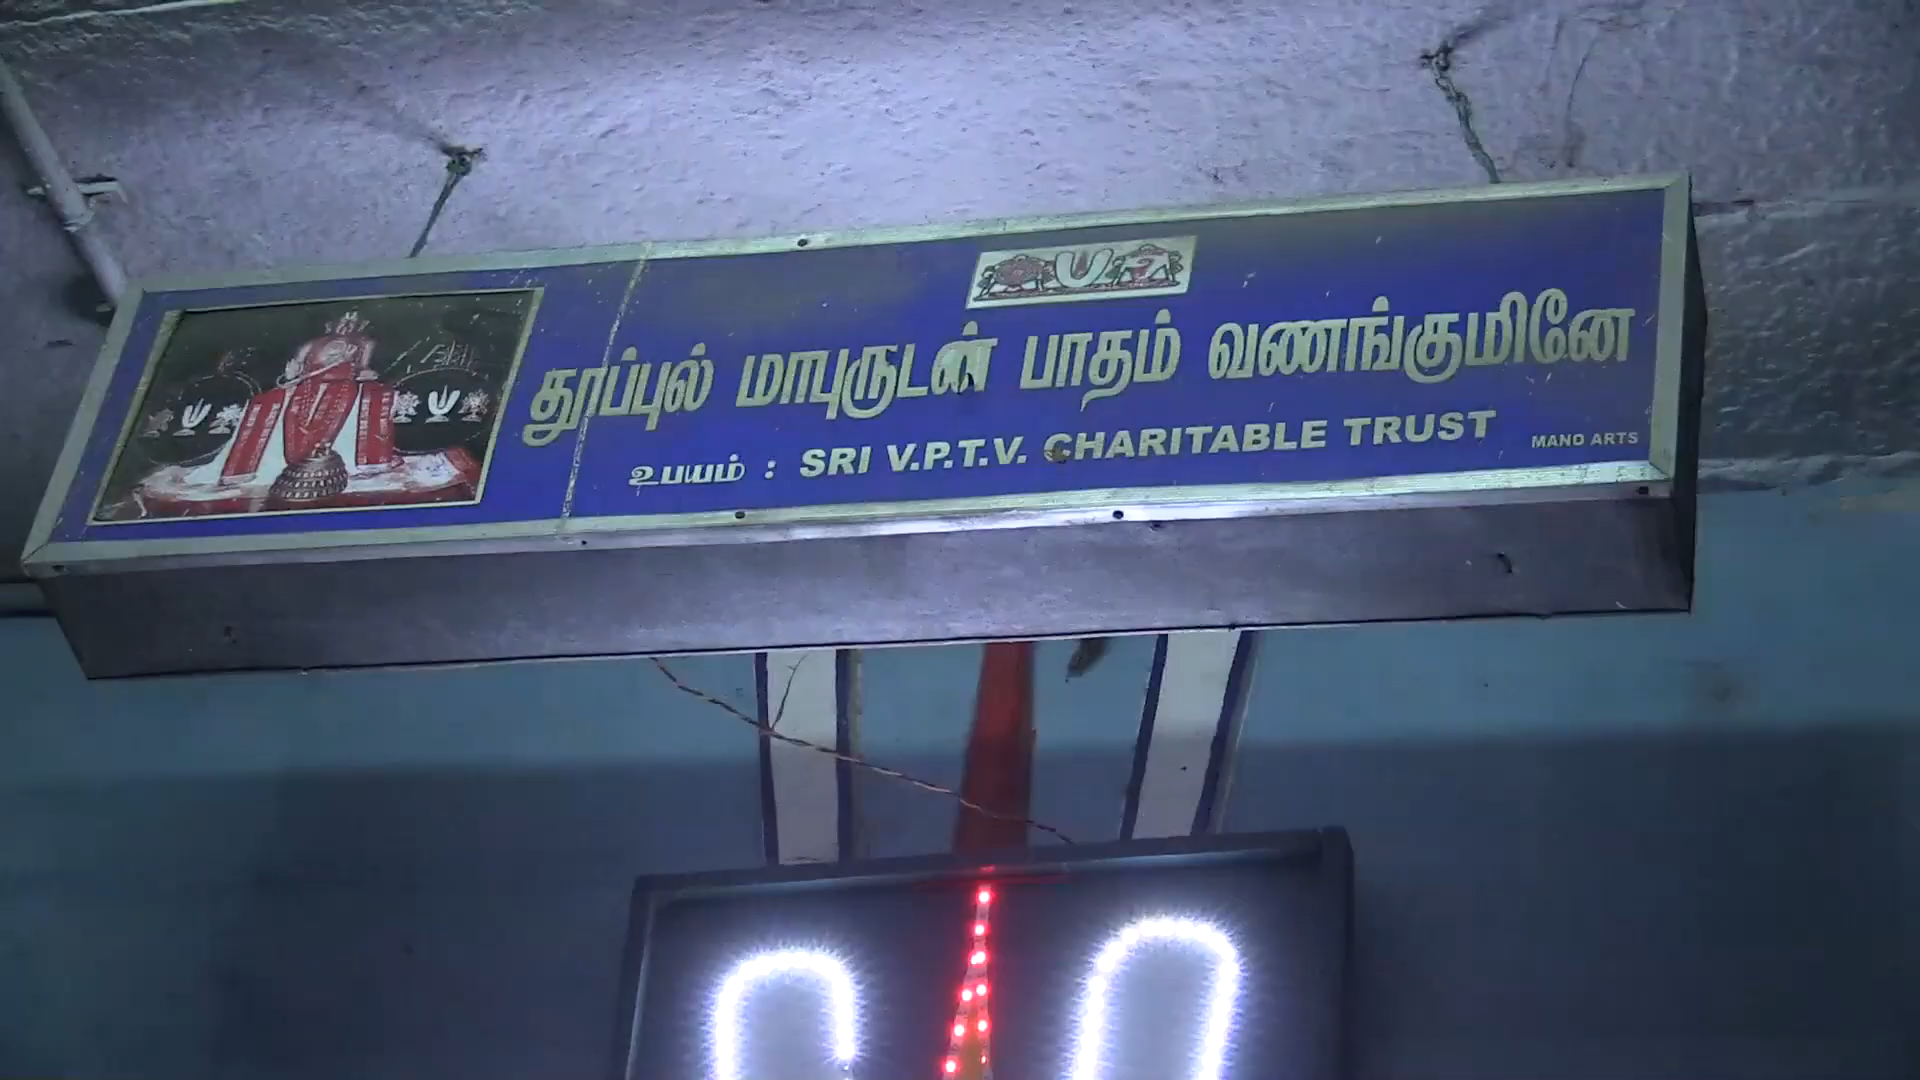 தூப்புல் மாபுருடன் பாதம் வணங்குமினே
உபயம் : SRI V.P.T.V. CHARITABLE TRUST
MANO ARTS